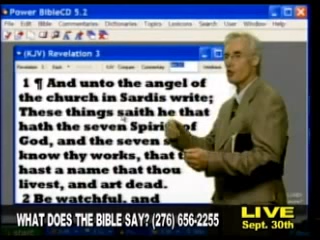 Power BibleCD 5.2
File Edit Bible Commentaries Dictionaries Topics Lessons Search User Window Help
(KJV) Revelation 3
1 ¶ And unto the angel of
the church in Sardis write;
These things saith he that
hath the seven Spirits of
God, and the seven s
know thy works, that t
hast a name that thou
livest, and art dead.
2 Be watchful, and
WHAT DOES THE BIBLE SAY? (276) 656-2255
LIVE
Sept. 30th